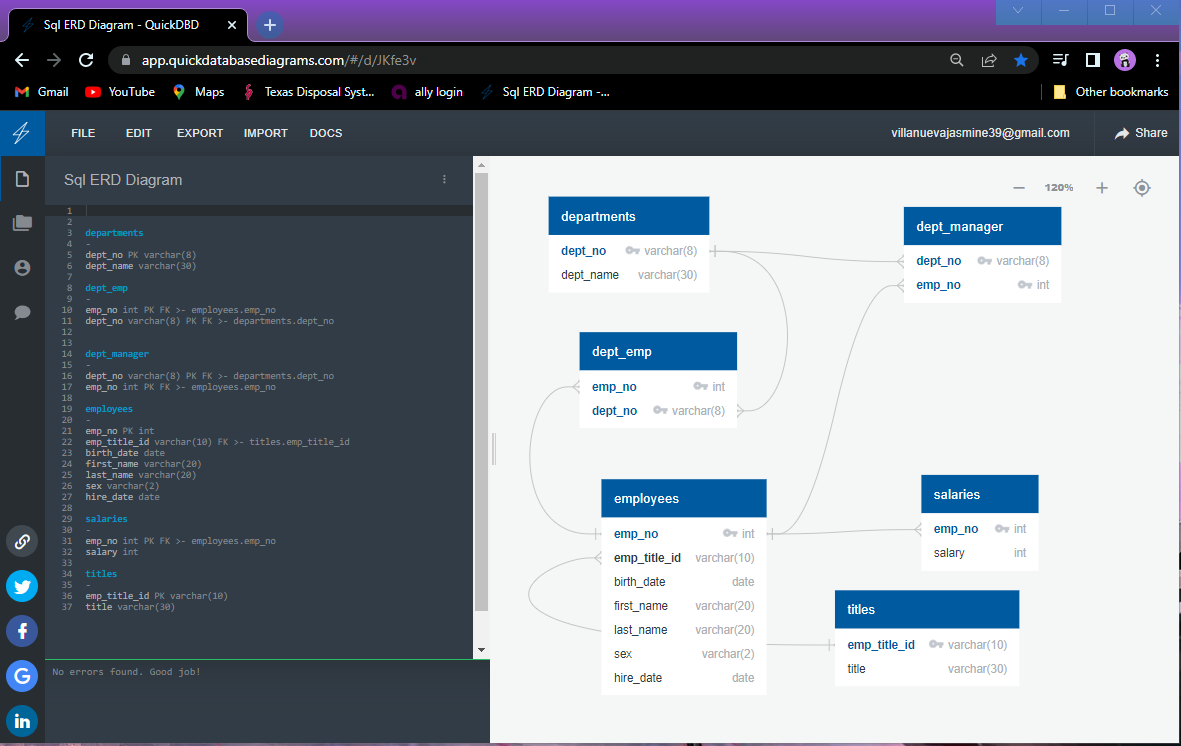 Sql ERD Diagram - QuickDBD
app.quickdatabasediagrams.com/#/d/JKfe3v
Gmail YouTube Maps Texas Disposal Syst... ally login Sql ERD Diagram -... Other bookmarks
FILE EDIT EXPORT IMPORT DOCS villanuevajasmine39@gmail.com Share
Sql ERD Diagram
1
2
3 departments
4 -
5 dept_no PK varchar(8)
6 dept_name varchar(30)
7
8 dept_emp
9 -
10 emp_no int PK FK >- employees.emp_no
11 dept_no varchar(8) PK FK >- departments.dept_no
12
13
14 dept_manager
15 -
16 dept_no varchar(8) PK FK >- departments.dept_no
17 emp_no int PK FK >- employees.emp_no
18
19 employees
20 -
21 emp_no PK int
22 emp_title_id varchar(10) FK >- titles.emp_title_id
23 birth_date date
24 first_name varchar(20)
25 last_name varchar(20)
26 sex varchar(2)
27 hire_date date
28
29 salaries
30 -
31 emp_no int PK FK >- employees.emp_no
32 salary int
33
34 titles
35 -
36 emp_title_id PK varchar(10)
37 title varchar(30)
No errors found. Good job!
120%
departments
dept_no varchar(8)
dept_name varchar(30)
dept_manager
dept_no varchar(8)
emp_no int
dept_emp
emp_no int
dept_no varchar(8)
employees
emp_no int
emp_title_id varchar(10)
birth_date date
first_name varchar(20)
last_name varchar(20)
sex varchar(2)
hire_date date
salaries
emp_no int
salary int
titles
emp_title_id varchar(10)
title varchar(30)